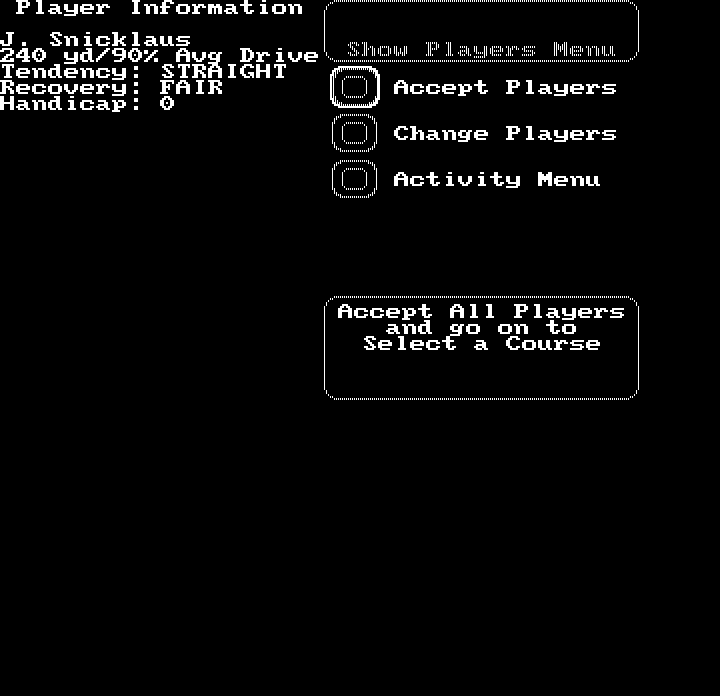 Player Information
J. Snicklaus
240 yd/90% Avg Drive
Tendency: STRAIGHT
Recovery: FAIR
Handicap: 0
Show Players Menu
Accept Players
Change Players
Activity Menu
Accept All Players
and go on to
Select a Course